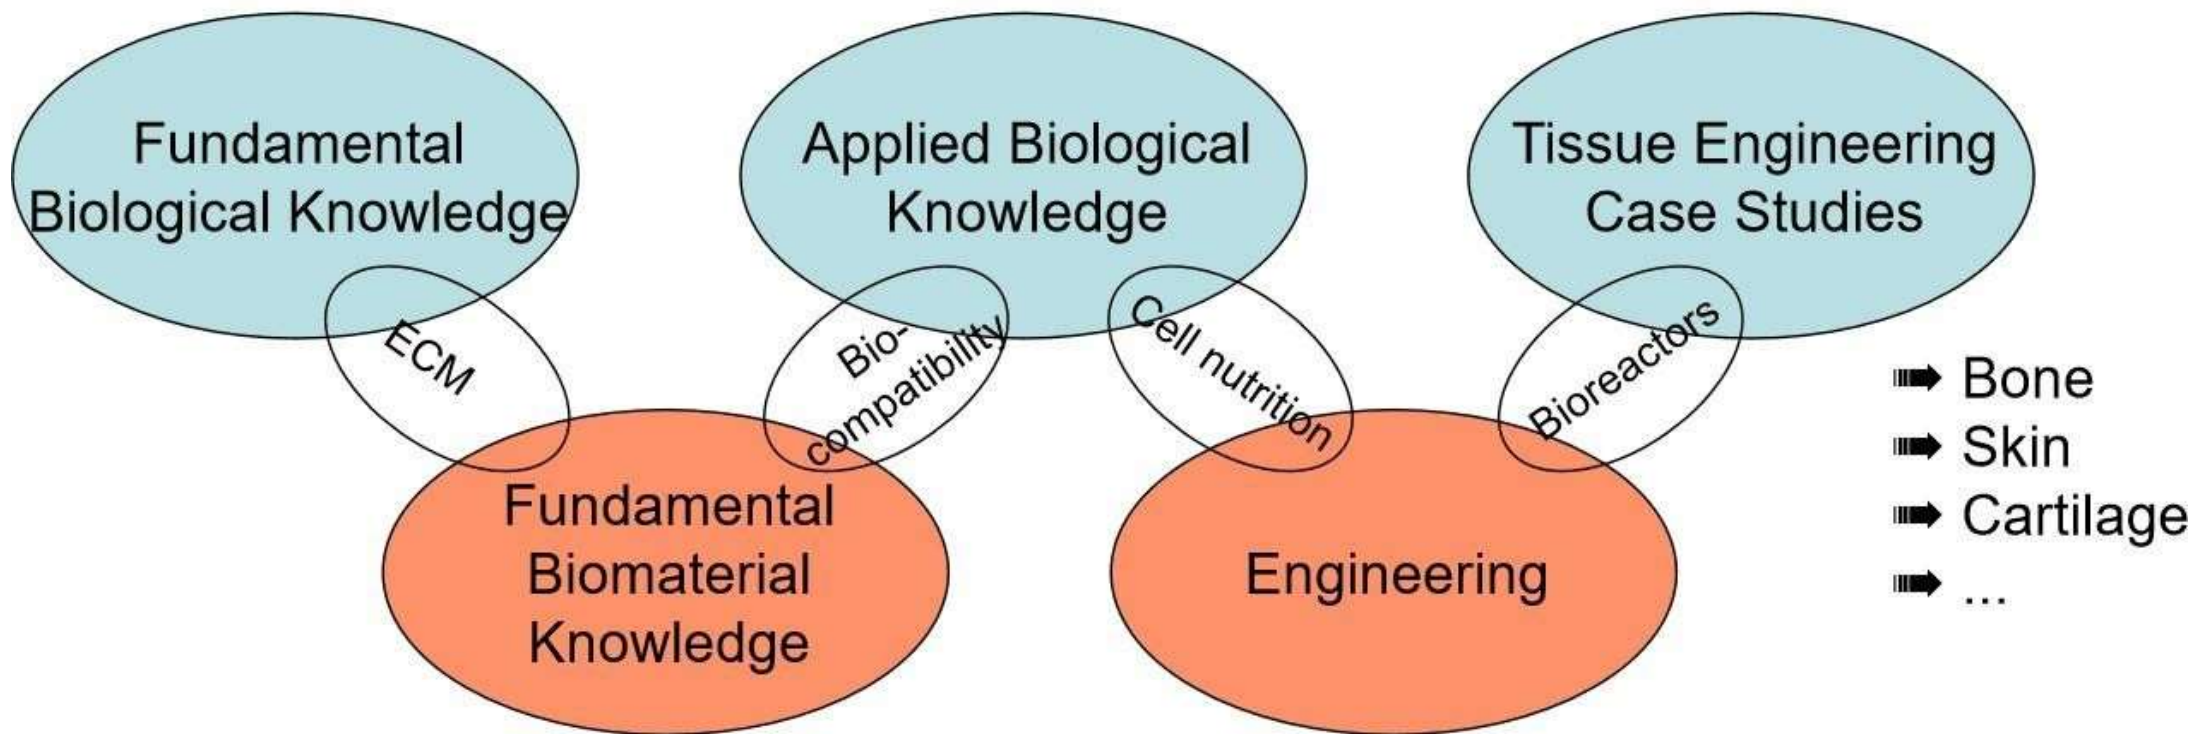 Fundamental
Biological Knowledge
Applied Biological
Knowledge
Tissue Engineering
Case Studies
ECM
Bio-
compatibility
Cell nutrition
Bioreactors
Fundamental
Biomaterial
Knowledge
Engineering
Bone
Skin
Cartilage
...